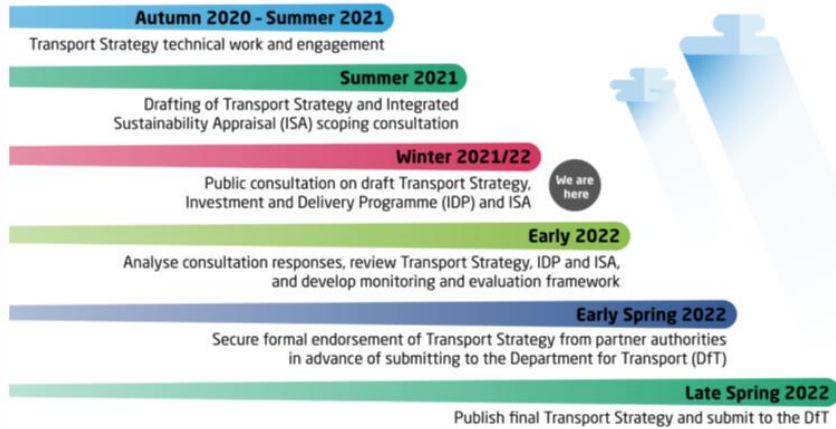 Autumn 2020 - Summer 2021
Transport Strategy technical work and engagement
Summer 2021
Drafting of Transport Strategy and Integrated
Sustainability Appraisal (ISA) scoping consultation
Winter 2021/22
Public consultation on draft Transport Strategy,
Investment and Delivery Programme (IDP) and ISA
We are
here
Early 2022
Analyse consultation responses, review Transport Strategy, IDP and ISA,
and develop monitoring and evaluation framework
Early Spring 2022
Secure formal endorsement of Transport Strategy from partner authorities
in advance of submitting to the Department for Transport (DfT)
Late Spring 2022
Publish final Transport Strategy and submit to the DfT